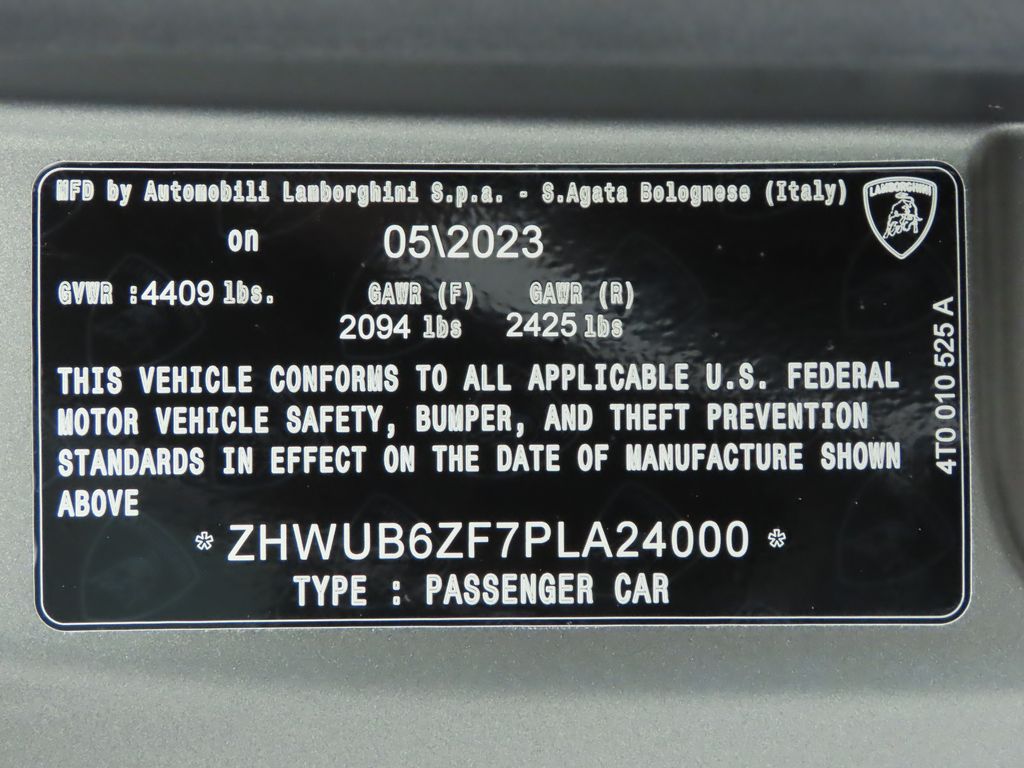 MFD by Automobili Lamborghini S.p.a. - S.Agata Bolognese (Italy)
LAMBORGHINI
on 05\2023
GVWR :4409 lbs. GAWR (F) GAWR (R)
2094 lbs 2425 lbs
THIS VEHICLE CONFORMS TO ALL APPLICABLE U.S. FEDERAL
MOTOR VEHICLE SAFETY, BUMPER, AND THEFT PREVENTION
STANDARDS IN EFFECT ON THE DATE OF MANUFACTURE SHOWN
ABOVE
* ZHWUB6ZF7PLA24000 *
TYPE : PASSENGER CAR
4T0 010 525 A